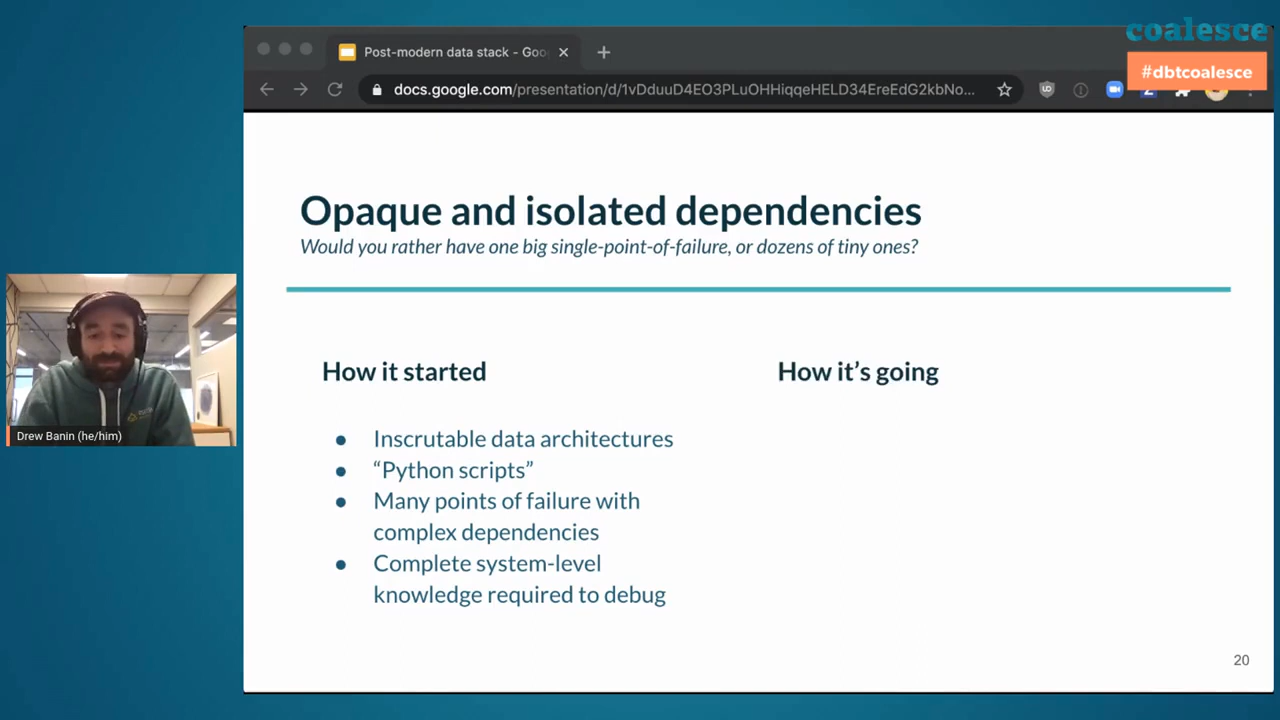 coalesce
#dbtcoalesce
Post-modern data stack - Goo
docs.google.com/presentation/d/1vDduuD4EO3PLuOHHiqqeHELD34EreEdG2kbNo...
Opaque and isolated dependencies
Would you rather have one big single-point-of-failure, or dozens of tiny ones?
How it started
How it's going
● Inscrutable data architectures
● “Python scripts”
● Many points of failure with
complex dependencies
● Complete system-level
knowledge required to debug
Drew Banin (he/him)
20